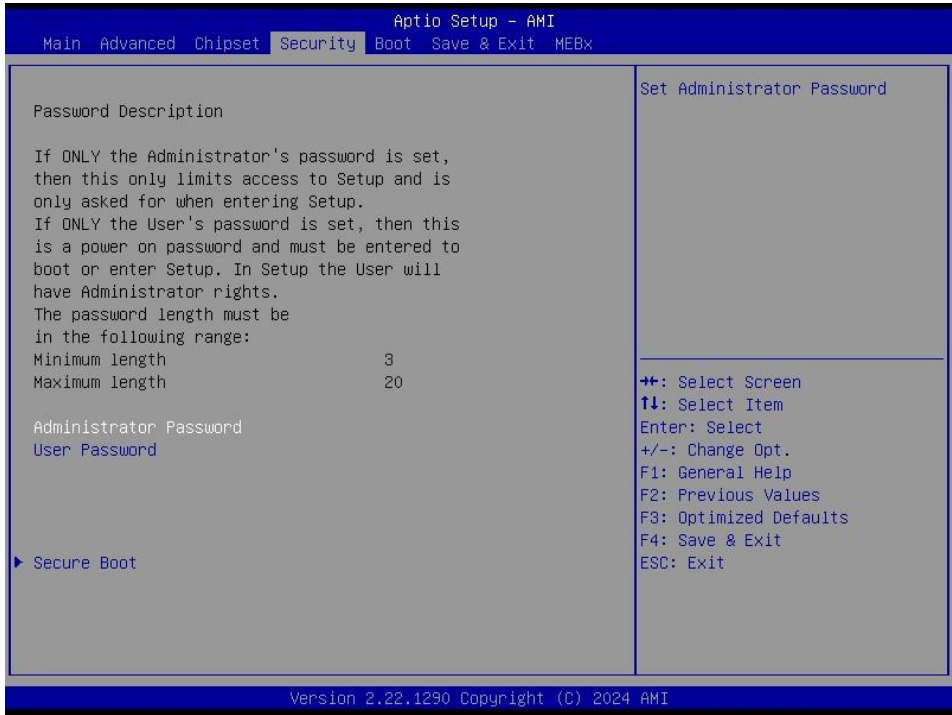 Aptio Setup - AMI
Main Advanced Chipset Security Boot Save & Exit MEBx
Password Description
If ONLY the Administrator's password is set,
then this only limits access to Setup and is
only asked for when entering Setup.
If ONLY the User's password is set, then this
is a power on password and must be entered to
boot or enter Setup. In Setup the User will
have Administrator rights.
The password length must be
in the following range:
Minimum length 3
Maximum length 20
Administrator Password
User Password
Secure Boot
Set Administrator Password
→←: Select Screen
↑↓: Select Item
Enter: Select
+/-: Change Opt.
F1: General Help
F2: Previous Values
F3: Optimized Defaults
F4: Save & Exit
ESC: Exit
Version 2.22.1290 Copyright (C) 2024 AMI